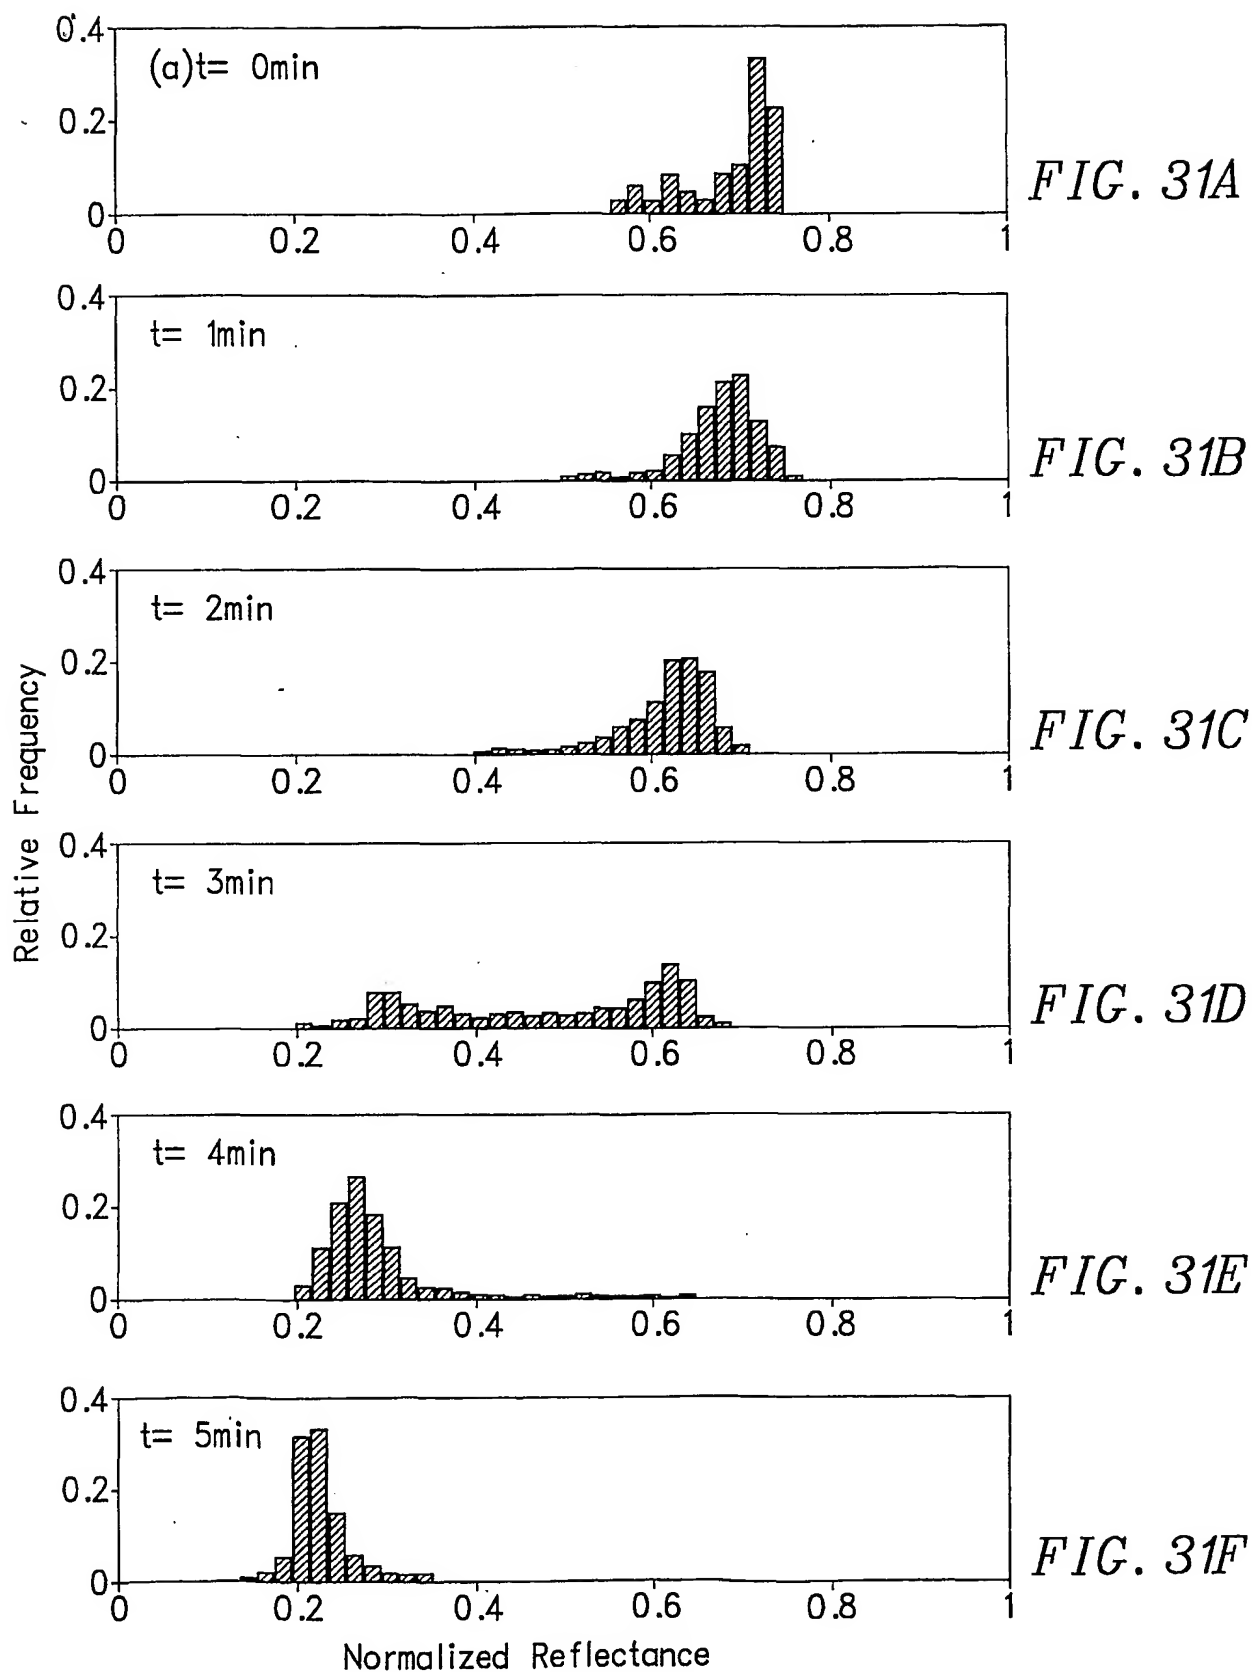 0.4
(a)t= 0min
0.2
0
0 0.2 0.4 0.6 0.8 1
FIG. 31A
0.4
t= 1min
0.2
0
0 0.2 0.4 0.6 0.8 1
FIG. 31B
0.4
t= 2min
0.2
0
0 0.2 0.4 0.6 0.8 1
FIG. 31C
Relative Frequency
0.4
t= 3min
0.2
0
0 0.2 0.4 0.6 0.8 1
FIG. 31D
0.4
t= 4min
0.2
0
0 0.2 0.4 0.6 0.8 1
FIG. 31E
0.4
t= 5min
0.2
0
0 0.2 0.4 0.6 0.8 1
FIG. 31F
Normalized Reflectance